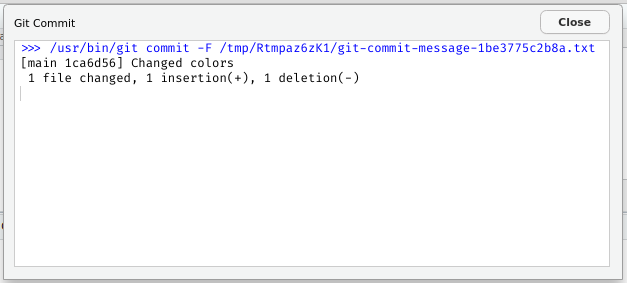 Git Commit
Close
>>> /usr/bin/git commit -F /tmp/Rtmpaz6zK1/git-commit-message-1be3775c2b8a.txt
[main 1ca6d56] Changed colors
 1 file changed, 1 insertion(+), 1 deletion(-)